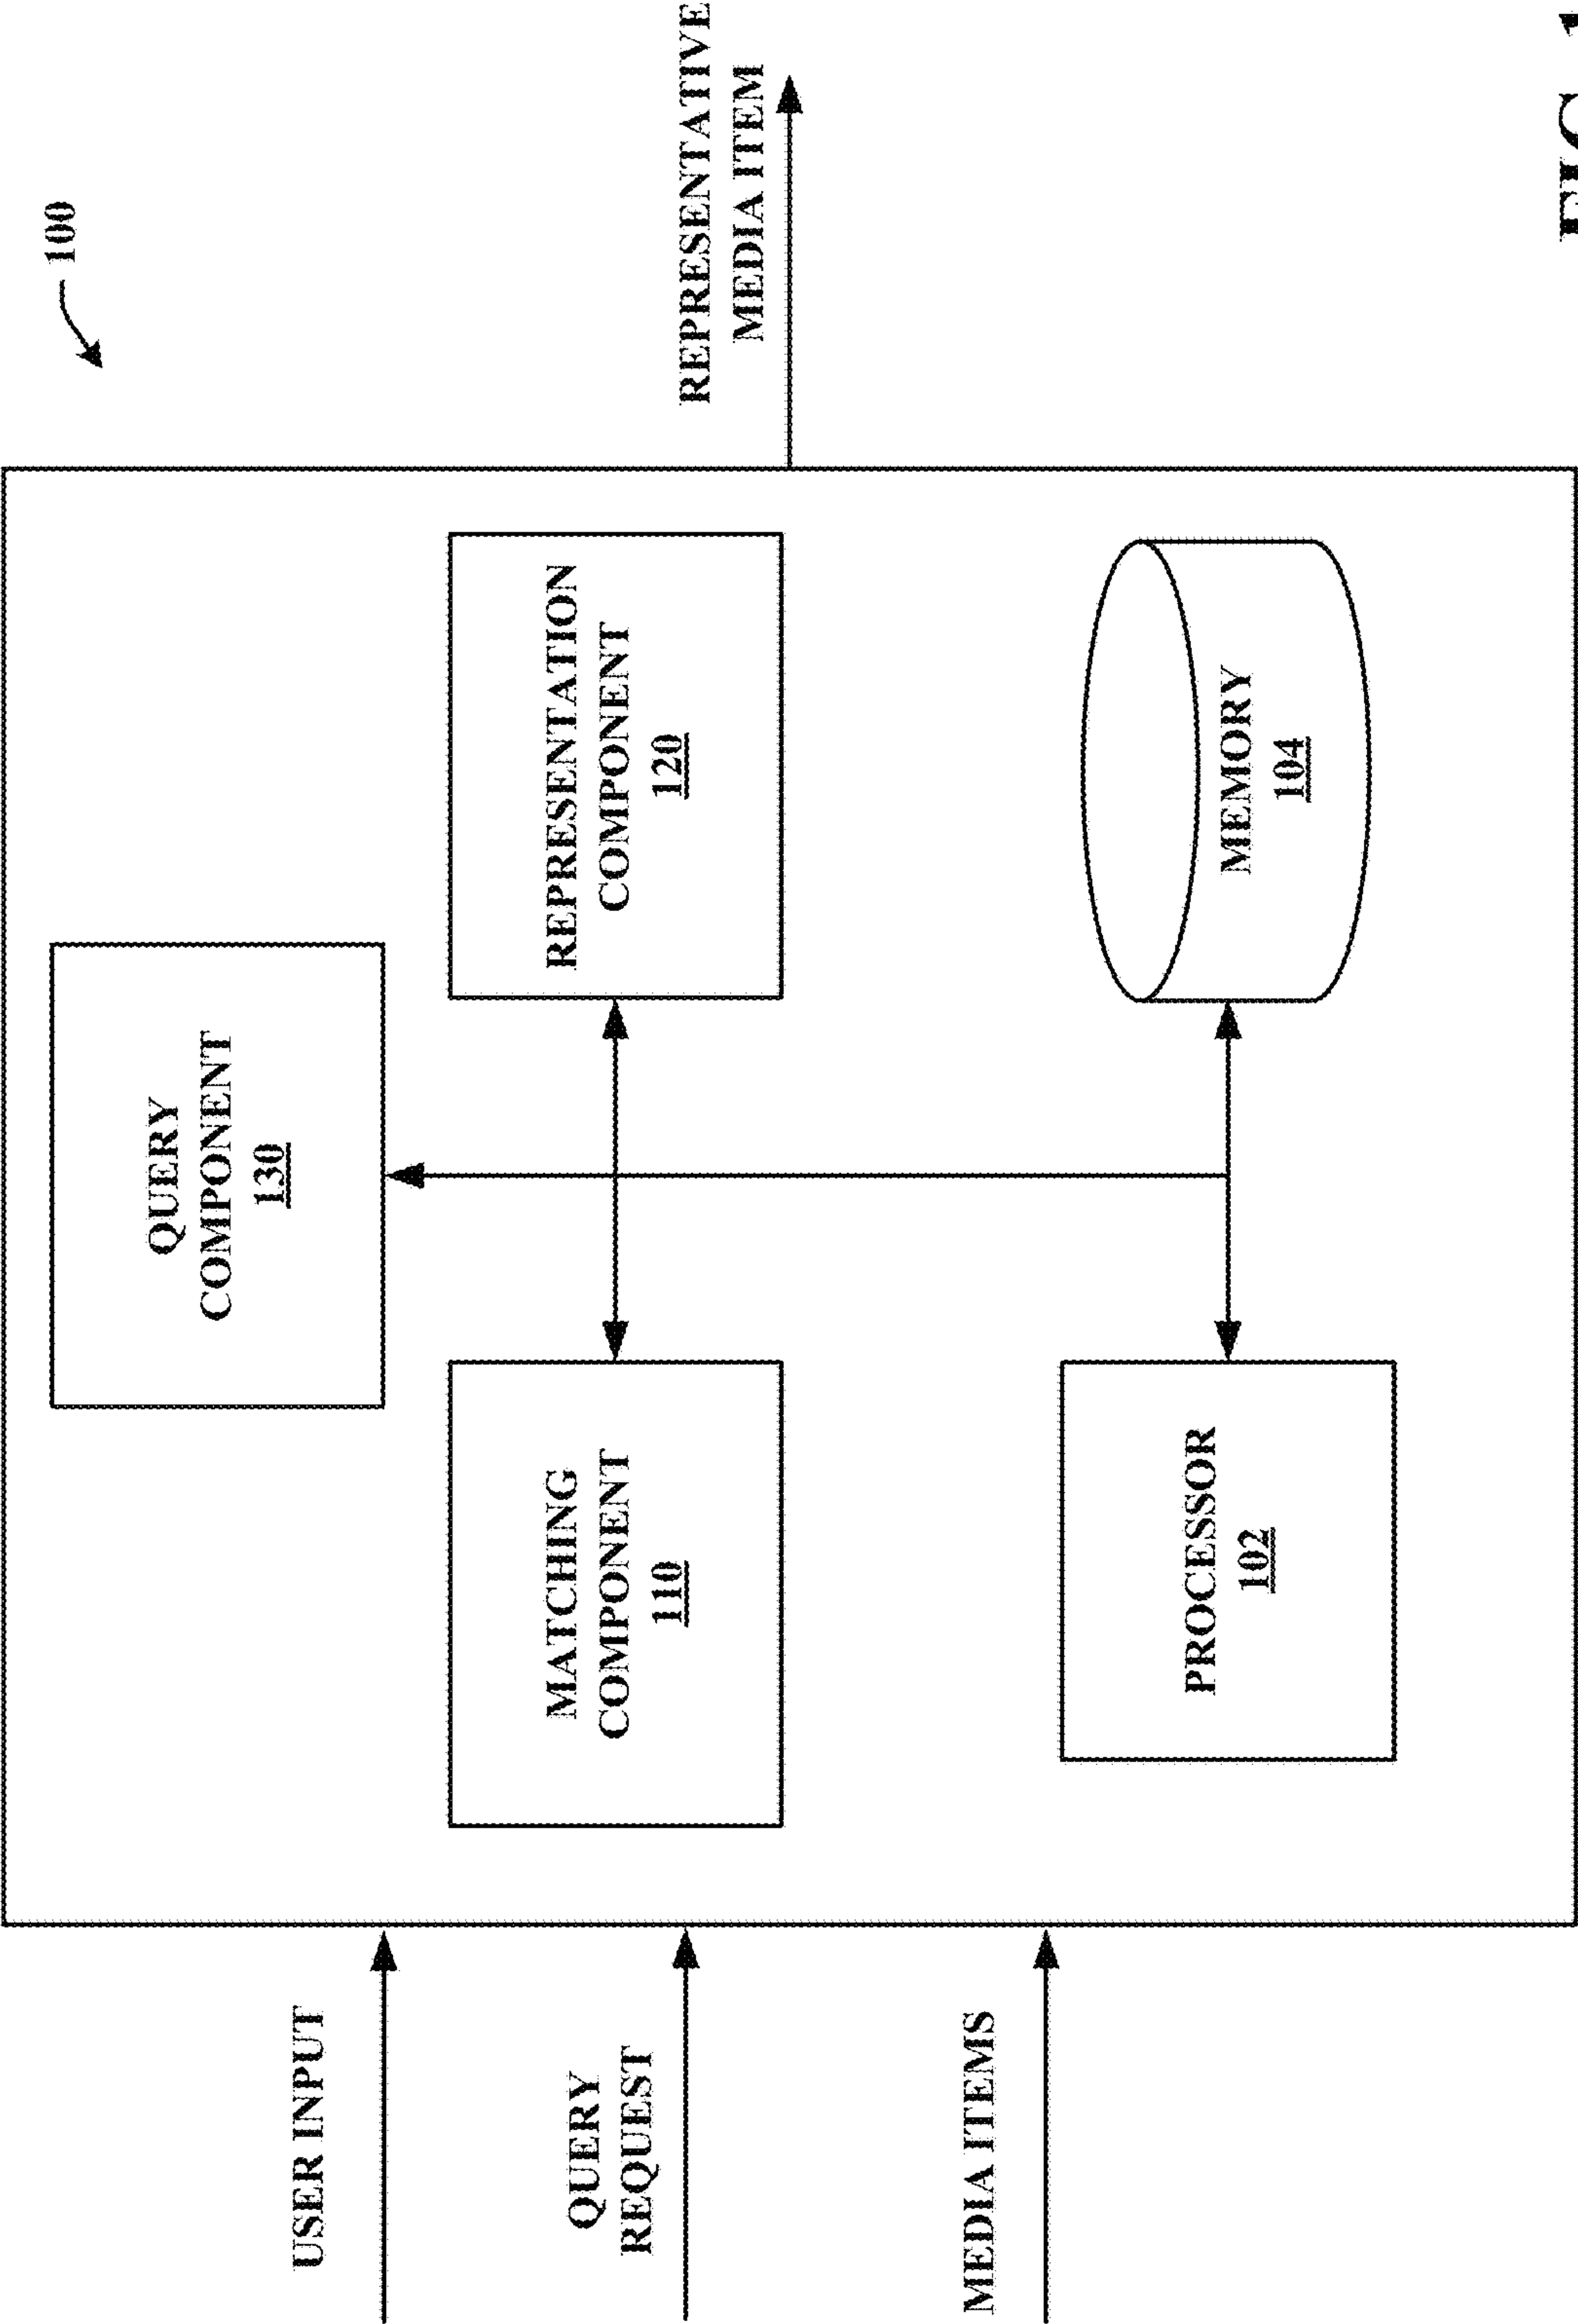 100
USER INPUT
QUERY
REQUEST
MEDIA ITEMS
QUERY
COMPONENT
130
MATCHING
COMPONENT
110
REPRESENTATION
COMPONENT
120
PROCESSOR
102
MEMORY
104
REPRESENTATIVE
MEDIA ITEM